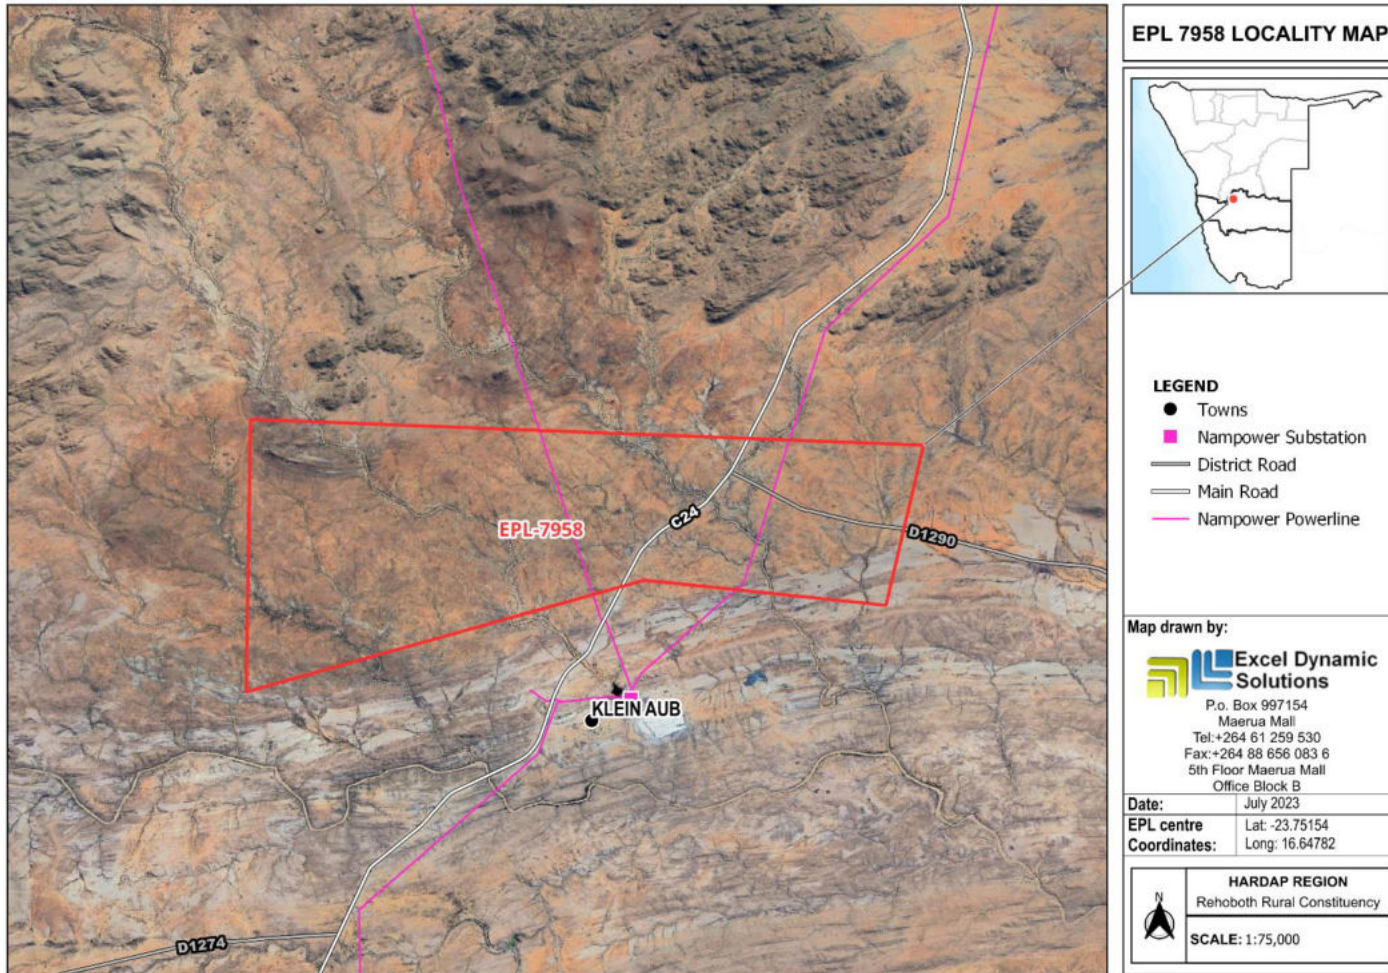 EPL 7958 LOCALITY MAP
EPL-7958
C24
D1290
KLEIN AUB
D1274
LEGEND
Towns
Nampower Substation
District Road
Main Road
Nampower Powerline
Map drawn by:
Excel Dynamic
Solutions
P.o. Box 997154
Maerua Mall
Tel:+264 61 259 530
Fax:+264 88 656 083 6
5th Floor Maerua Mall
Office Block B
Date: July 2023
EPL centre Lat: -23.75154
Coordinates: Long: 16.64782
N
HARDAP REGION
Rehoboth Rural Constituency
SCALE: 1:75,000